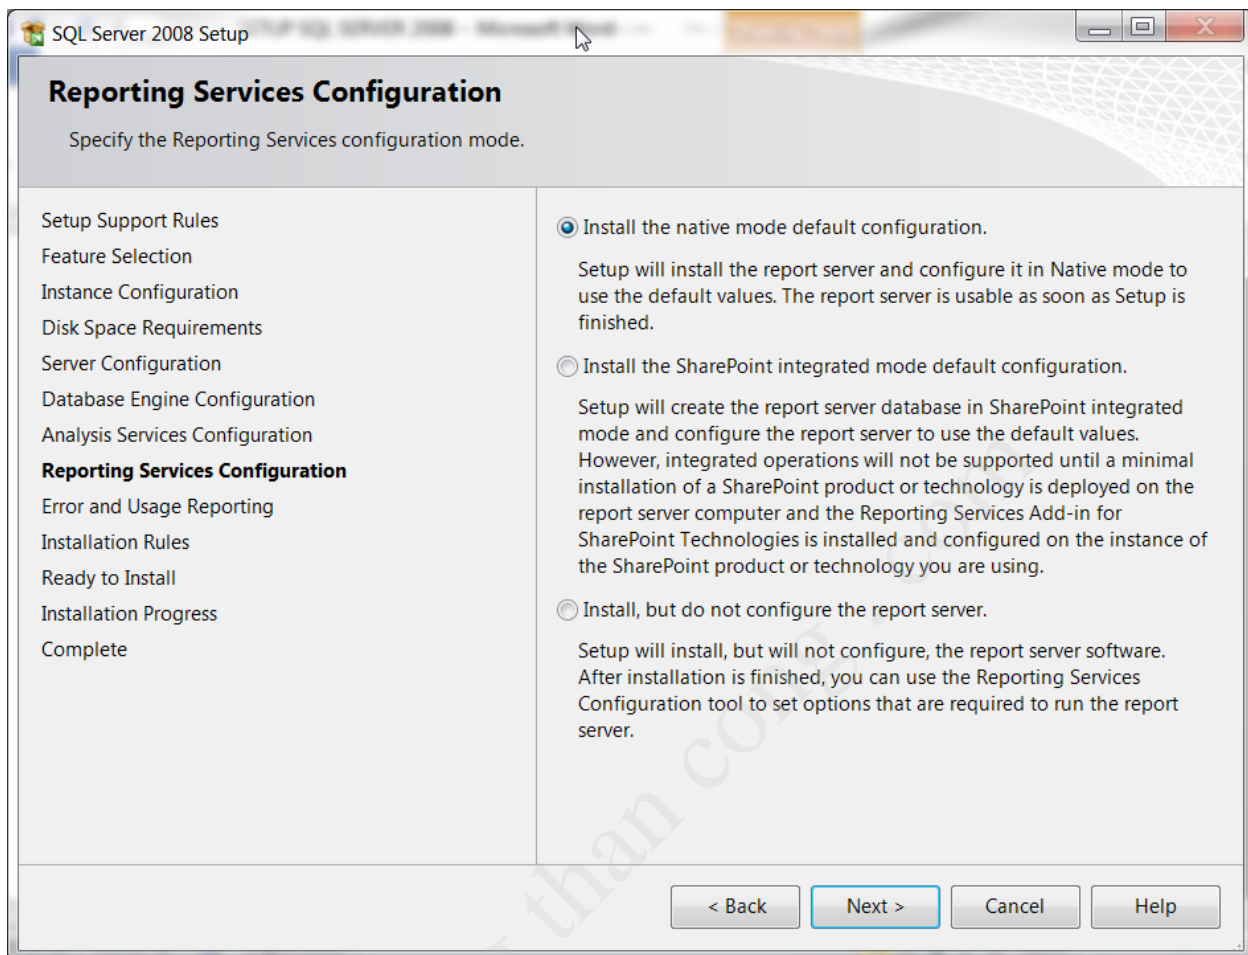 SQL Server 2008 Setup
Reporting Services Configuration
Specify the Reporting Services configuration mode.
Setup Support Rules
Feature Selection
Instance Configuration
Disk Space Requirements
Server Configuration
Database Engine Configuration
Analysis Services Configuration
Reporting Services Configuration
Error and Usage Reporting
Installation Rules
Ready to Install
Installation Progress
Complete
Install the native mode default configuration.
Setup will install the report server and configure it in Native mode to
use the default values. The report server is usable as soon as Setup is
finished.
Install the SharePoint integrated mode default configuration.
Setup will create the report server database in SharePoint integrated
mode and configure the report server to use the default values.
However, integrated operations will not be supported until a minimal
installation of a SharePoint product or technology is deployed on the
report server computer and the Reporting Services Add-in for
SharePoint Technologies is installed and configured on the instance of
the SharePoint product or technology you are using.
Install, but do not configure the report server.
Setup will install, but will not configure, the report server software.
After installation is finished, you can use the Reporting Services
Configuration tool to set options that are required to run the report
server.
< Back
Next >
Cancel
Help
than cong . com